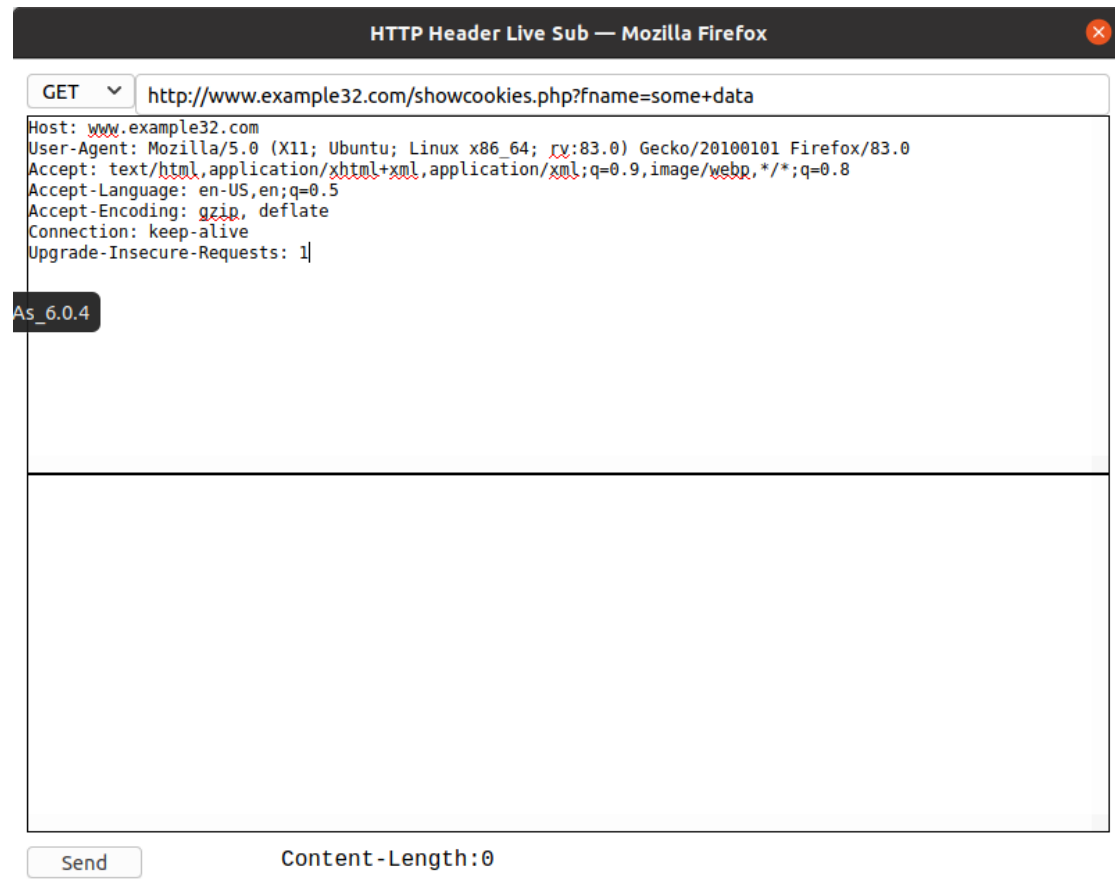 HTTP Header Live Sub — Mozilla Firefox
GET http://www.example32.com/showcookies.php?fname=some+data
Host: www.example32.com
User-Agent: Mozilla/5.0 (X11; Ubuntu; Linux x86_64; rv:83.0) Gecko/20100101 Firefox/83.0
Accept: text/html,application/xhtml+xml,application/xml;q=0.9,image/webp,*/*;q=0.8
Accept-Language: en-US,en;q=0.5
Accept-Encoding: gzip, deflate
Connection: keep-alive
Upgrade-Insecure-Requests: 1
As_6.0.4
Send Content-Length:0